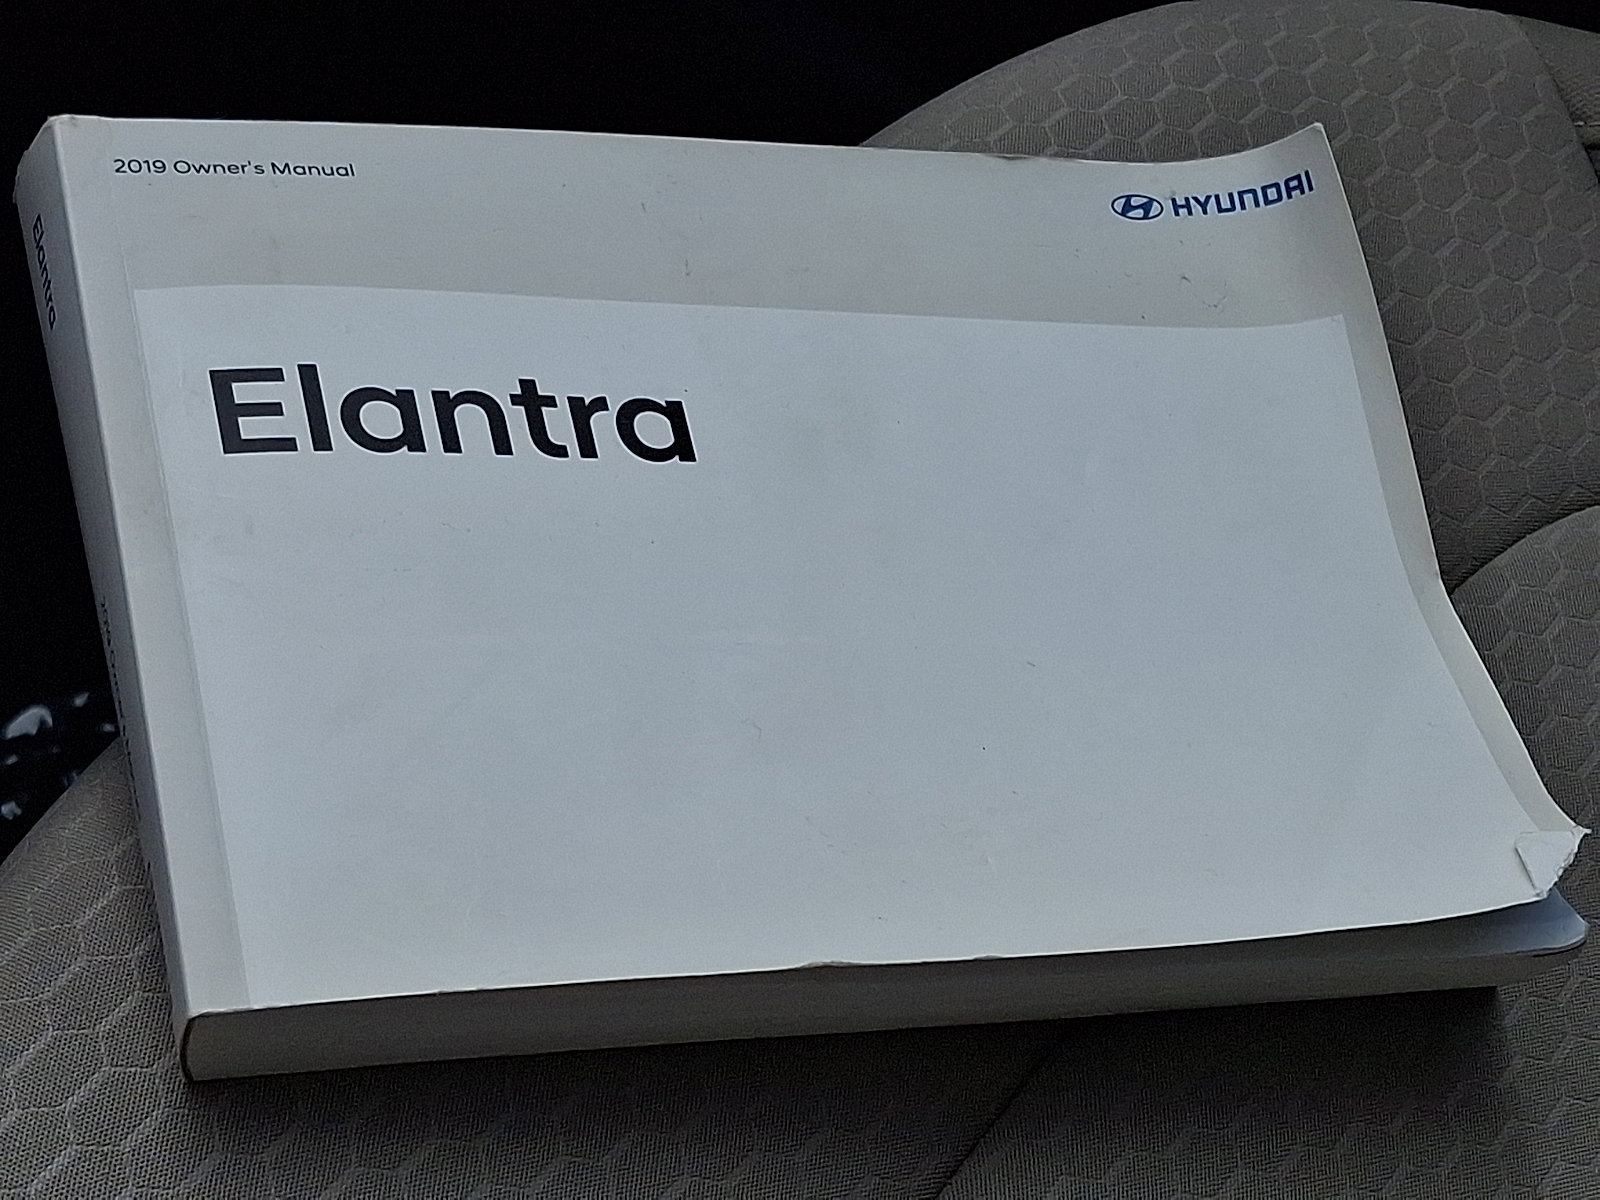 2019 Owner's Manual
HYUNDAI
Elantra
Elantra